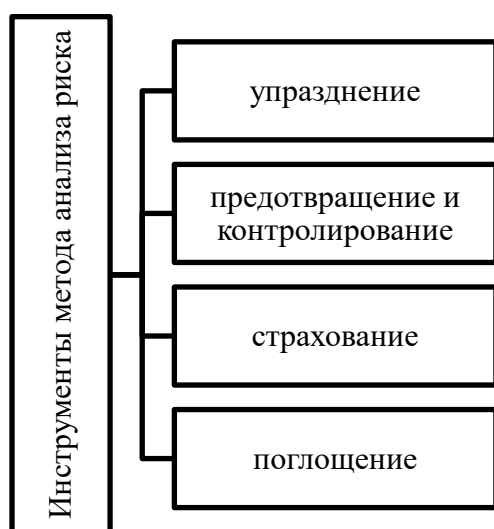 Инструменты метода анализа риска
упразднение
предотвращение и
контролирование
страхование
поглощение